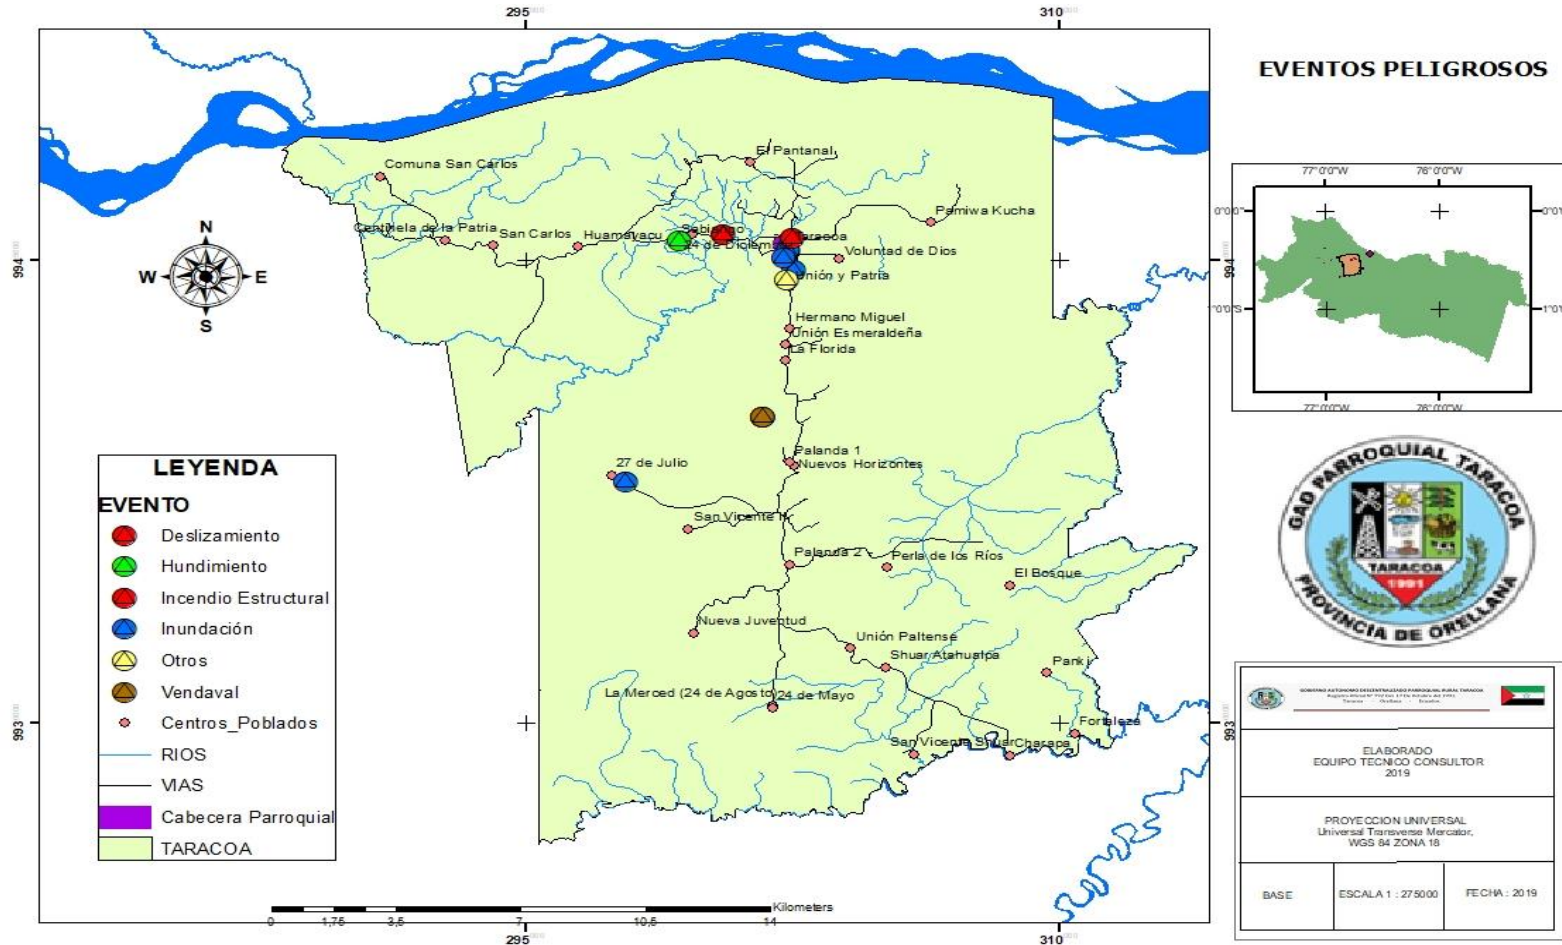 295
310
EVENTOS PELIGROSOS
El Pantanal
Comuna San Carlos
Pamiwa Kucha
Centinela de la Patria
San Carlos
Huamayacu
Taracoa
24 de Diciembre
Voluntad de Dios
Unión y Patria
Hermano Miguel
Unión Esmeraldeña
La Florida
Palanda 1
Nuevos Horizontes
27 de Julio
San Vicente II
Palanda 2
Perla de los Ríos
El Bosque
Nueva Juventud
Unión Paltense
Shuar Atahualpa
Panki
La Merced (24 de Agosto)
24 de Mayo
Fortaleza
San Vicente Shuar
Charapa
N
W
E
S
994
994
993
993
LEYENDA
EVENTO
Deslizamiento
Hundimiento
Incendio Estructural
Inundación
Otros
Vendaval
Centros_Poblados
RIOS
VIAS
Cabecera Parroquial
TARACOA
Kilometers
0 1,75 3,5 7 10,5 14
295
310
77°0'0"W 76°0'0"W
0°0'0"
1°0'0"S
77°0'0"W 76°0'0"W
GAD PARROQUIAL TARACOA
TARACOA
1991
PROVINCIA DE ORELLANA
GOBIERNO AUTONOMO DESCENTRALIZADO PARROQUIAL RURAL TARACOA
ELABORADO
EQUIPO TECNICO CONSULTOR
2019
PROYECCION UNIVERSAL
Universal Transverse Mercator,
WGS 84 ZONA 18
BASE
ESCALA 1 : 275000
FECHA : 2019